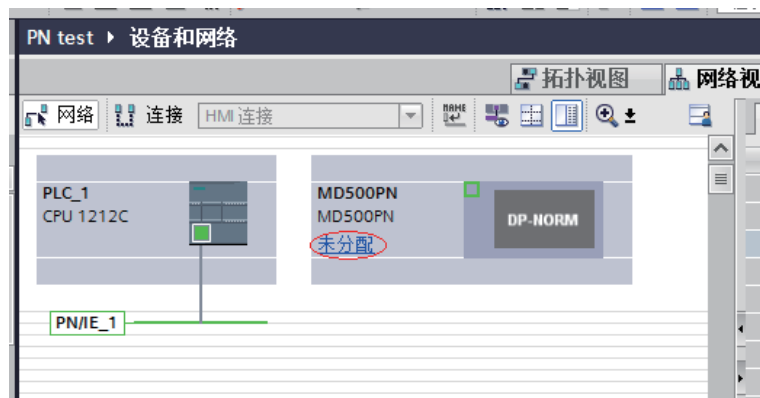 PN test ▸ 设备和网络
拓扑视图 网络视
网络 连接 HMI 连接
PLC_1
CPU 1212C
MD500PN
MD500PN
未分配
DP-NORM
PN/IE_1